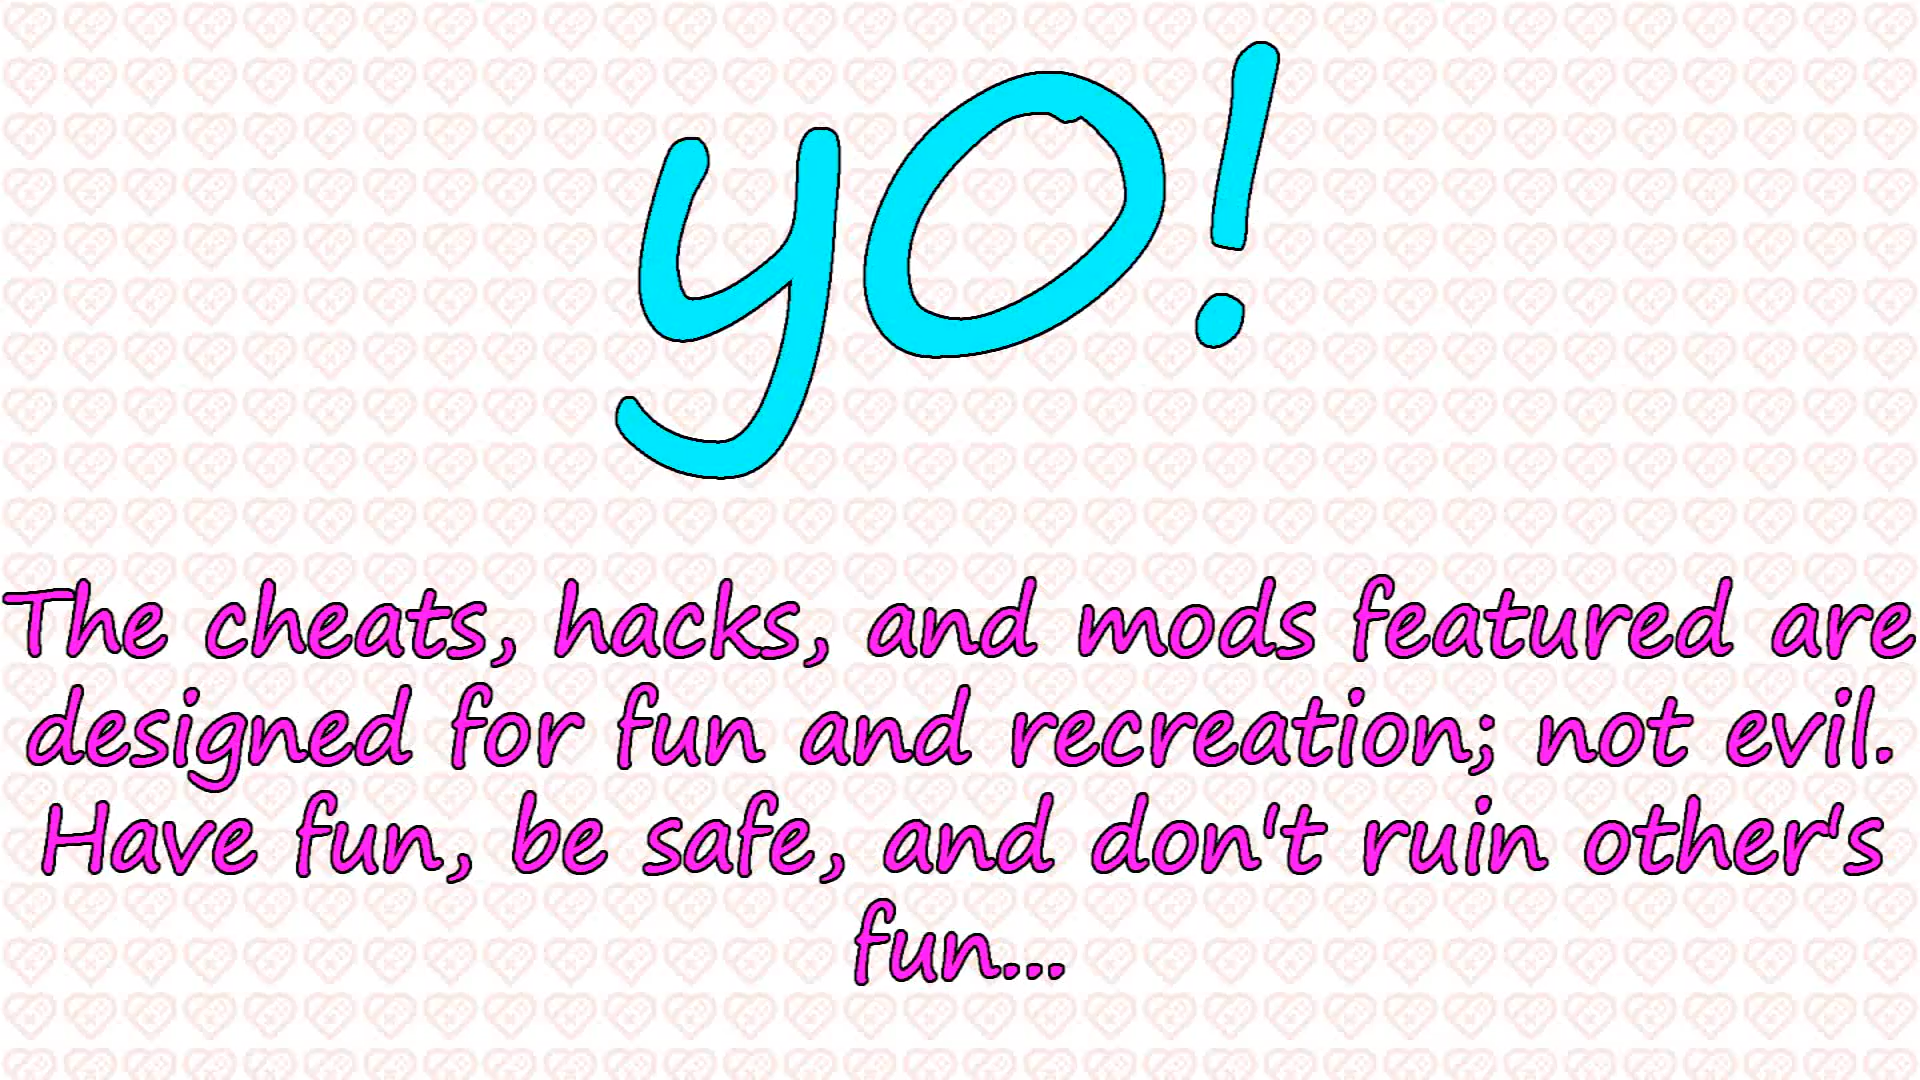 yo!
The cheats, hacks, and mods featured are
designed for fun and recreation; not evil.
Have fun, be safe, and don't ruin other's
fun...